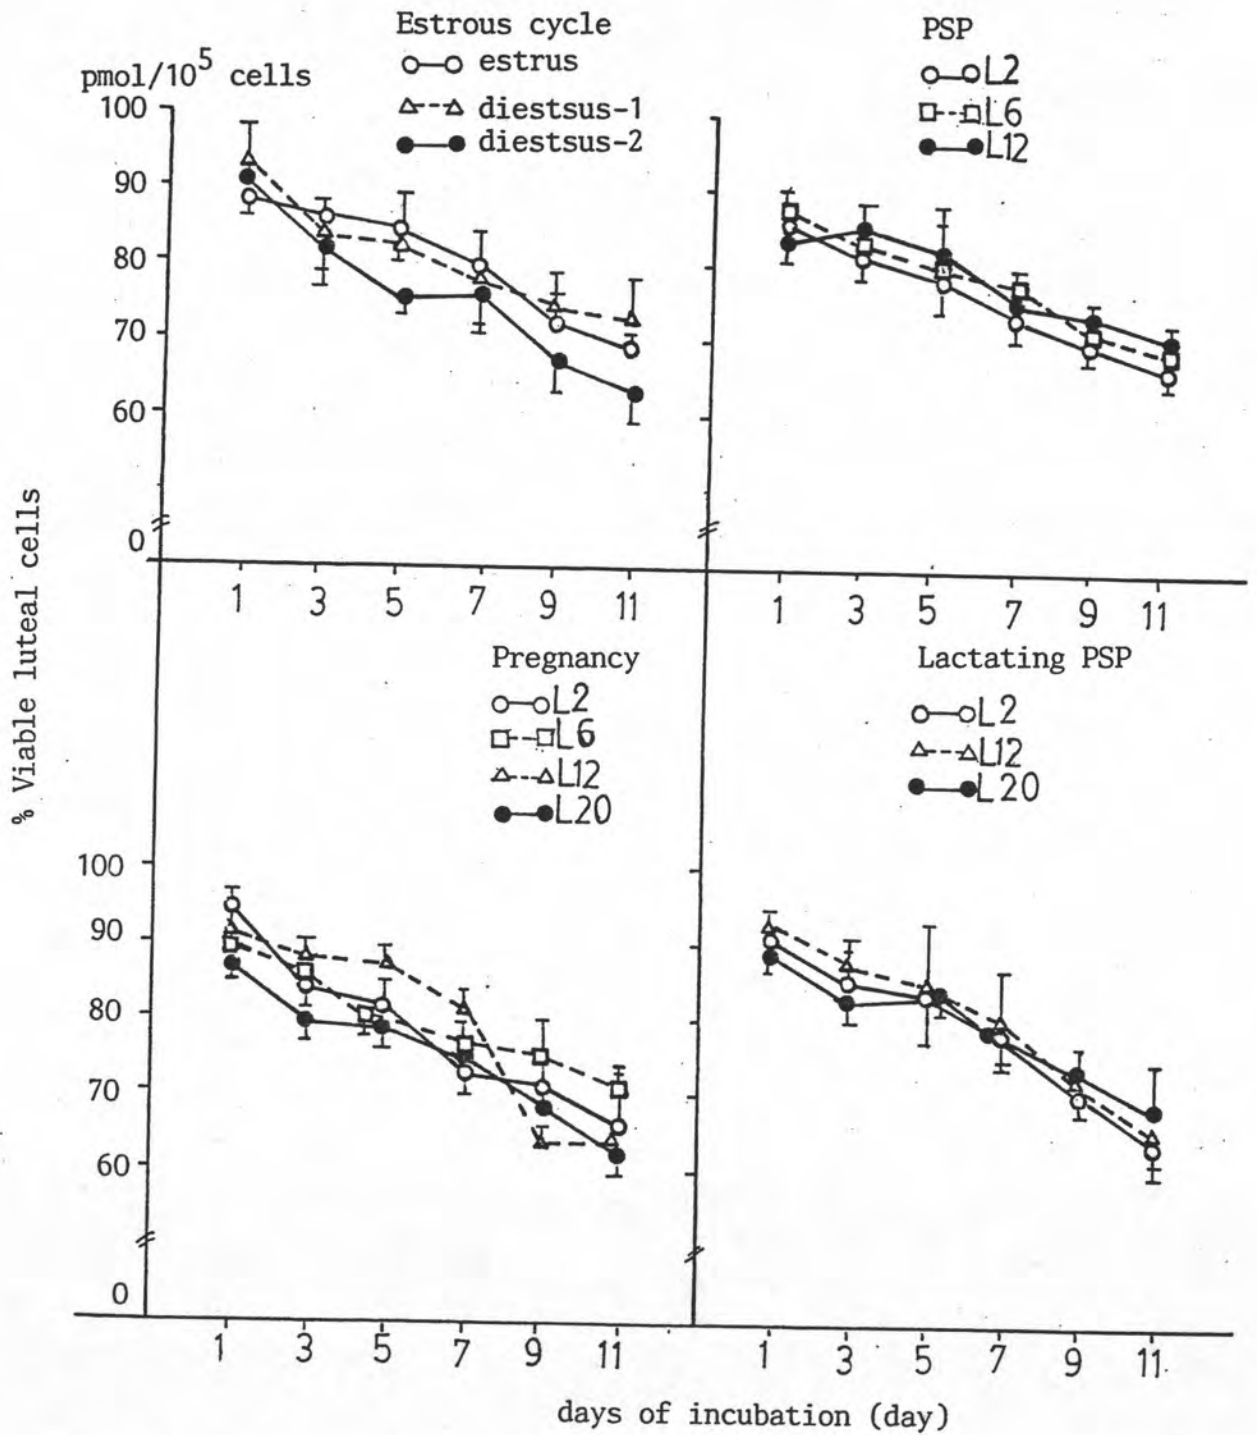 Estrous cycle
estrus
diestsus-1
diestsus-2
PSP
L2
L6
L12
pmol/10⁵ cells
100
90
80
70
60
0
1 3 5 7 9 11
1 3 5 7 9 11
% Viable luteal cells
Pregnancy
L2
L6
L12
L20
Lactating PSP
L2
L12
L20
100
90
80
70
60
0
1 3 5 7 9 11
1 3 5 7 9 11
days of incubation (day)